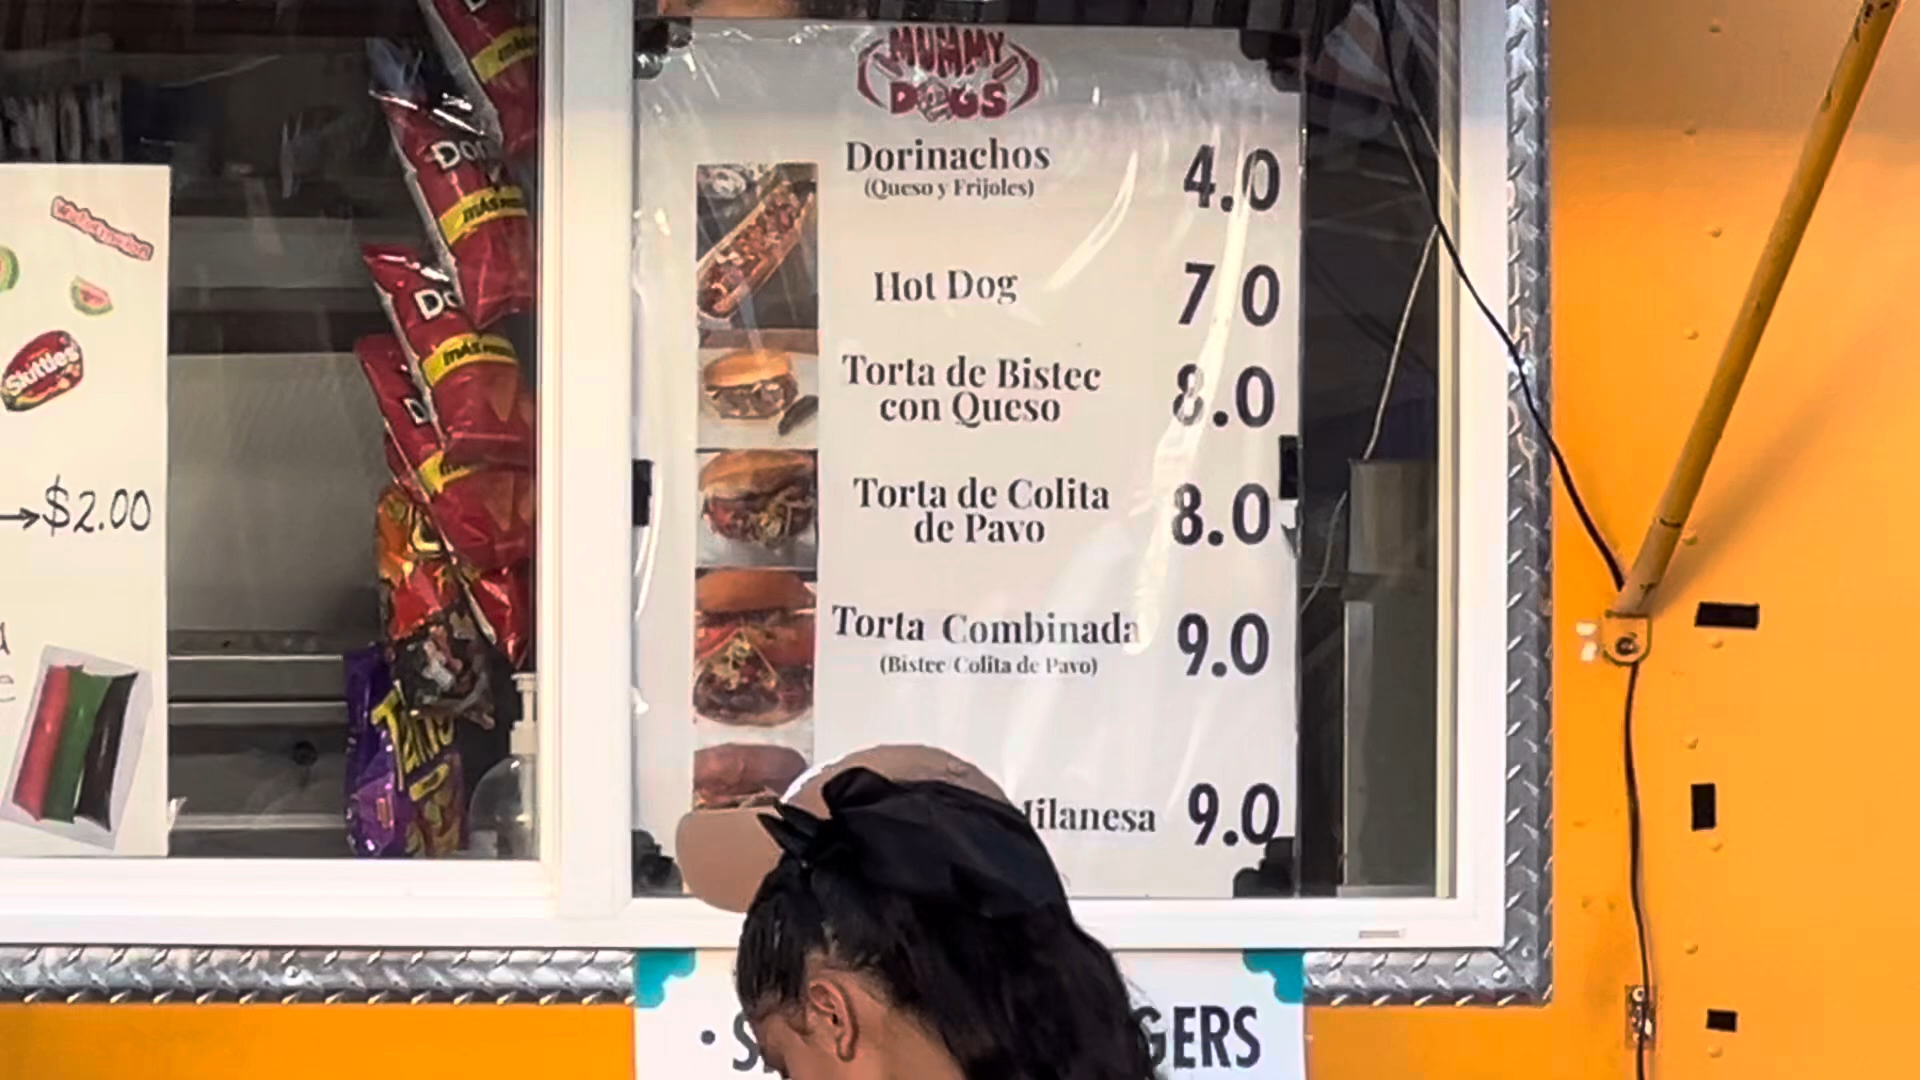 MUMMY
DOGS
Dorinachos 4.0
(Queso y Frijoles)
Hot Dog 7.0
Torta de Bistec
con Queso 8.0
Torta de Colita
de Pavo 8.0
Torta Combinada 9.0
(Bistec/Colita de Pavo)
Milanesa 9.0
watermelon
Skittles
→$2.00